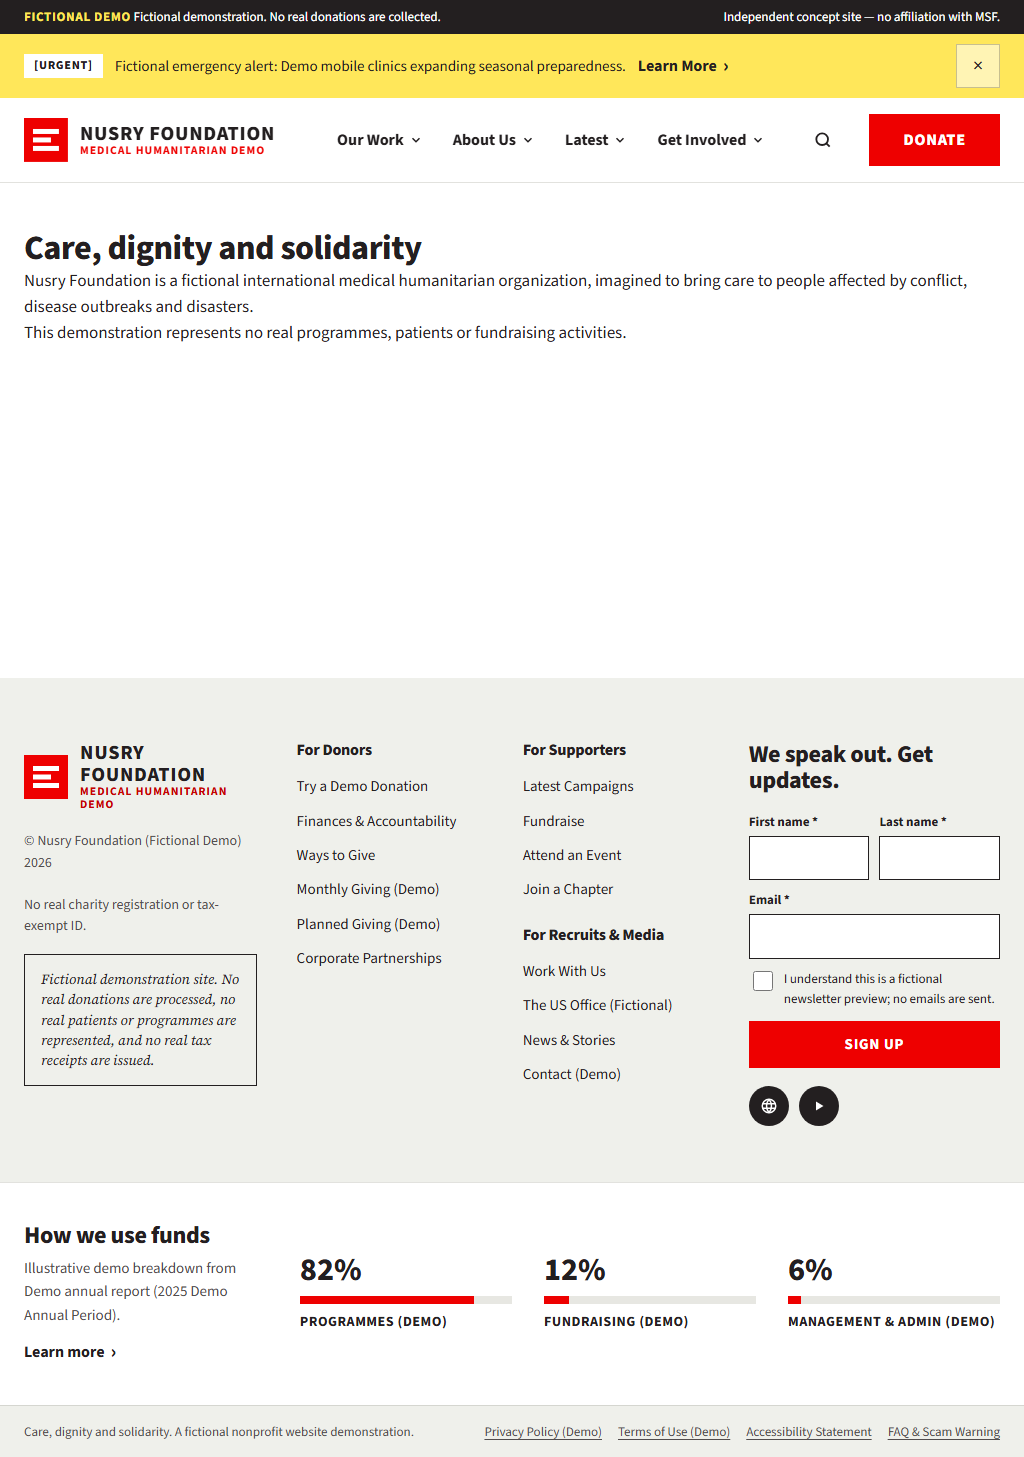 FICTIONAL DEMO Fictional demonstration. No real donations are collected.
Independent concept site — no affiliation with MSF.
[URGENT] Fictional emergency alert: Demo mobile clinics expanding seasonal preparedness. Learn More ›
×
NUSRY FOUNDATION
MEDICAL HUMANITARIAN DEMO
Our Work
About Us
Latest
Get Involved
DONATE
Care, dignity and solidarity
Nusry Foundation is a fictional international medical humanitarian organization, imagined to bring care to people affected by conflict,
disease outbreaks and disasters.
This demonstration represents no real programmes, patients or fundraising activities.
NUSRY
FOUNDATION
MEDICAL HUMANITARIAN
DEMO
© Nusry Foundation (Fictional Demo)
2026
No real charity registration or tax-
exempt ID.
Fictional demonstration site. No
real donations are processed, no
real patients or programmes are
represented, and no real tax
receipts are issued.
For Donors
Try a Demo Donation
Finances & Accountability
Ways to Give
Monthly Giving (Demo)
Planned Giving (Demo)
Corporate Partnerships
For Supporters
Latest Campaigns
Fundraise
Attend an Event
Join a Chapter
For Recruits & Media
Work With Us
The US Office (Fictional)
News & Stories
Contact (Demo)
We speak out. Get
updates.
First name *
Last name *
Email *
I understand this is a fictional
newsletter preview; no emails are sent.
SIGN UP
How we use funds
Illustrative demo breakdown from
Demo annual report (2025 Demo
Annual Period).
Learn more ›
82%
PROGRAMMES (DEMO)
12%
FUNDRAISING (DEMO)
6%
MANAGEMENT & ADMIN (DEMO)
Care, dignity and solidarity. A fictional nonprofit website demonstration.
Privacy Policy (Demo)
Terms of Use (Demo)
Accessibility Statement
FAQ & Scam Warning